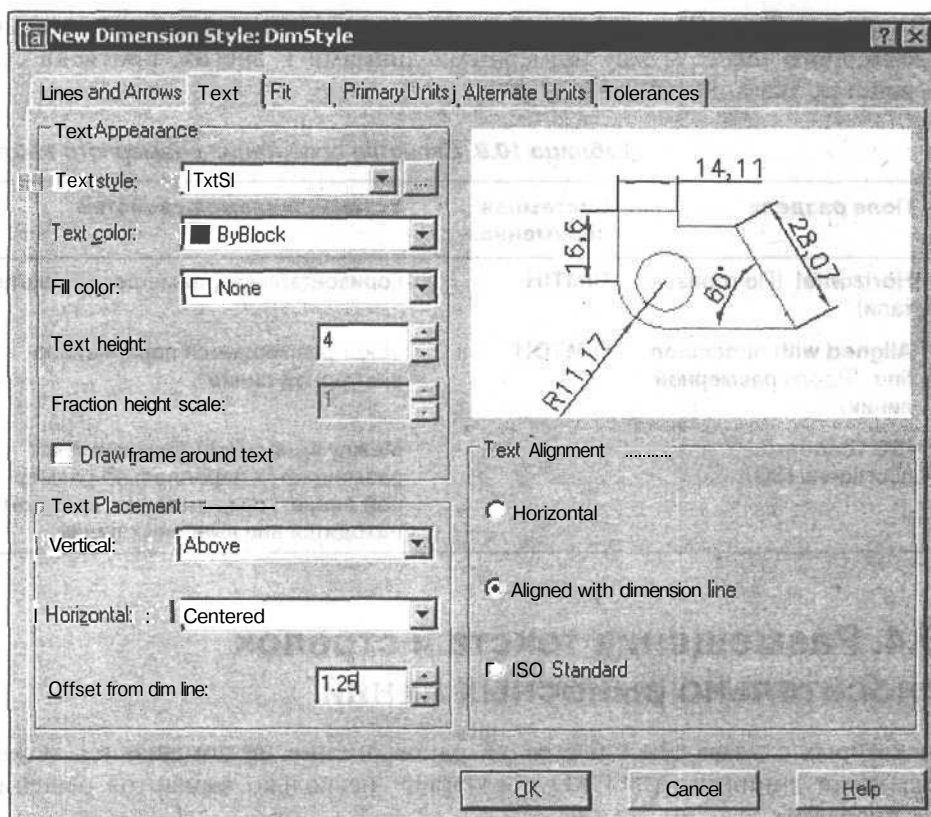 New Dimension Style: DimStyle
Lines and Arrows Text Fit Primary Units Alternate Units Tolerances
Text Appearance
Text style: TxtSl
Text color: ByBlock
Fill color: None
Text height: 4
Fraction height scale: 1
Draw frame around text
Text Placement
Vertical: Above
Horizontal: Centered
Offset from dim line: 1.25
14,11
16,6
28,07
60°
R11,17
Text Alignment
Horizontal
Aligned with dimension line
ISO Standard
OK Cancel Help